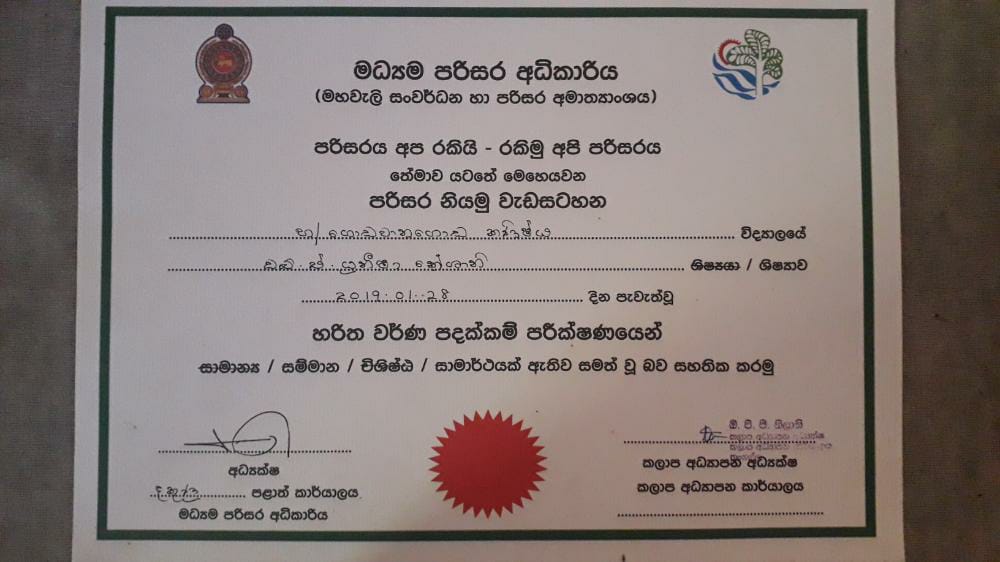 මධ්‍යම පරිසර අධිකාරිය
(මහවැලි සංවර්ධන හා පරිසර අමාත්‍යාංශය)
පරිසරය අප රකියි - රකිමු අපි පරිසරය
තේමාව යටතේ මෙහෙයවන
පරිසර නියමු වැඩසටහන
විද්‍යාලයේ
ශිෂ්‍යයා / ශිෂ්‍යාව
2019.01.28 දින පැවැත්වූ
හරිත වර්ණ පදක්කම් පරීක්ෂණයෙන්
සාමාන්‍ය / සම්මාන / විශිෂ්ඨ / සාමාර්ථයක් ඇතිව සමත් වූ බව සහතික කරමු
අධ්‍යක්ෂ
පළාත් කාර්යාලය
මධ්‍යම පරිසර අධිකාරිය
කලාප අධ්‍යාපන අධ්‍යක්ෂ
කලාප අධ්‍යාපන කාර්යාලය